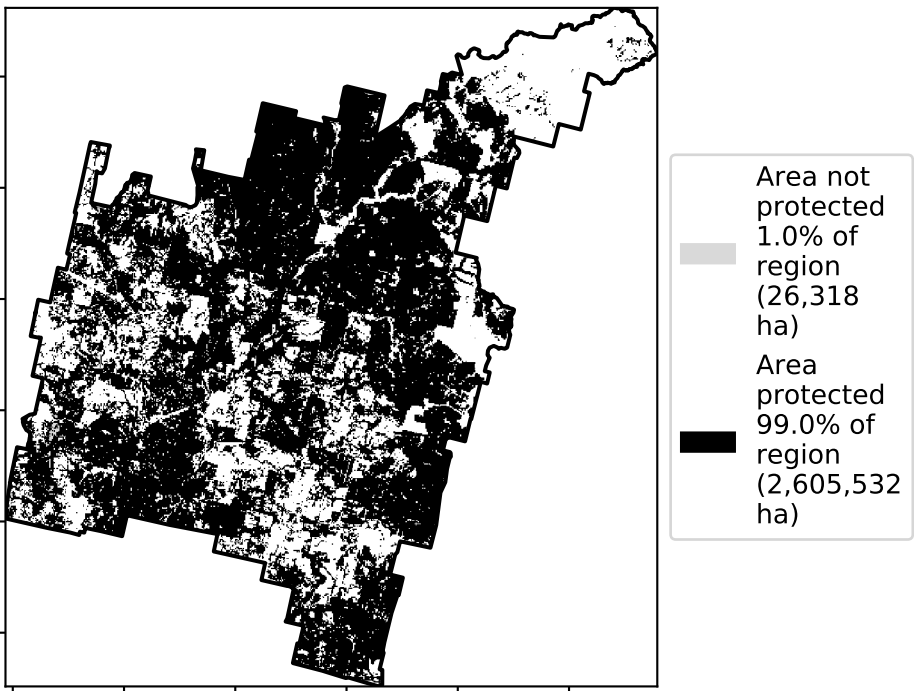 Area not
protected
1.0% of
region
(26,318
ha)
Area
protected
99.0% of
region
(2,605,532
ha)